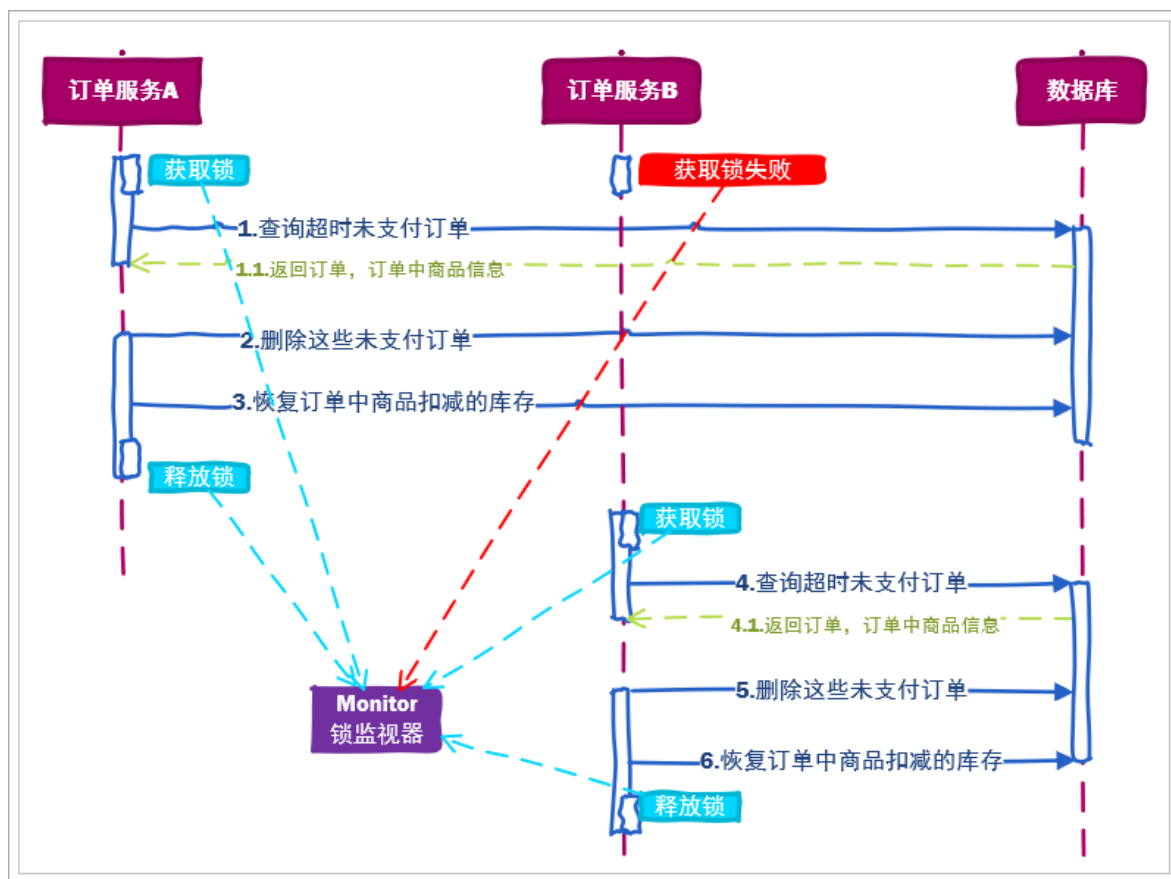 订单服务A
订单服务B
数据库
获取锁
获取锁失败
1.查询超时未支付订单
1.1.返回订单，订单中商品信息
2.删除这些未支付订单
3.恢复订单中商品扣减的库存
释放锁
获取锁
4.查询超时未支付订单
4.1.返回订单，订单中商品信息
5.删除这些未支付订单
Monitor
锁监视器
6.恢复订单中商品扣减的库存
释放锁